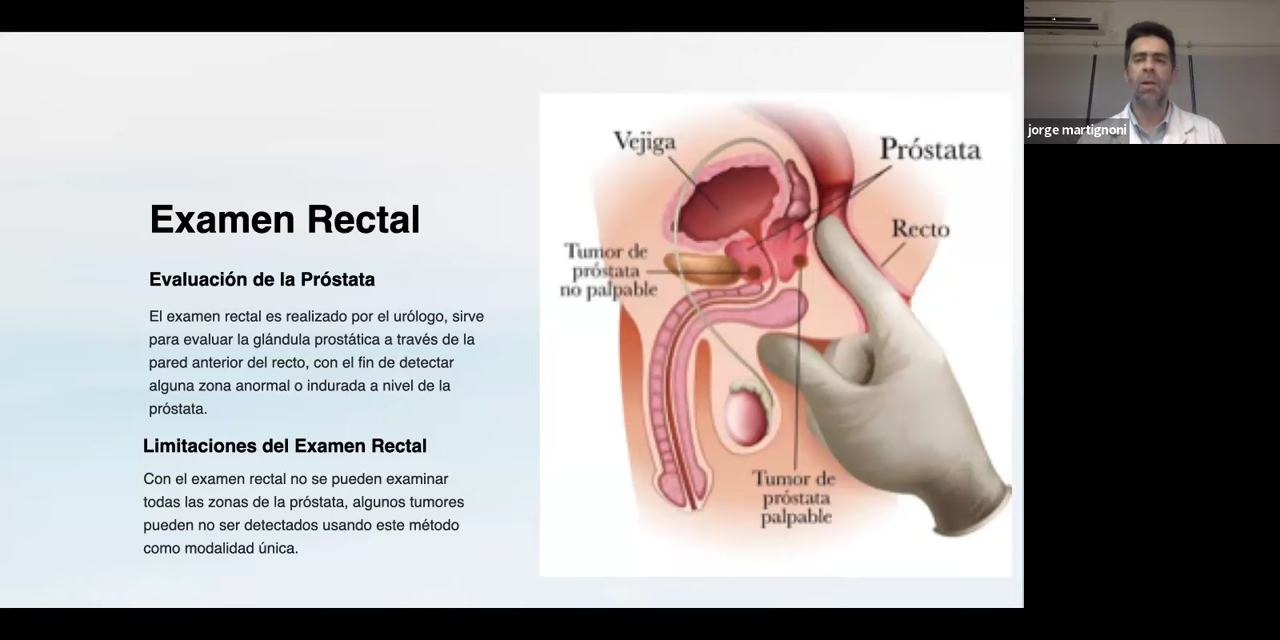 Examen Rectal
Evaluación de la Próstata
El examen rectal es realizado por el urólogo, sirve
para evaluar la glándula prostática a través de la
pared anterior del recto, con el fin de detectar
alguna zona anormal o indurada a nivel de la
próstata.
Limitaciones del Examen Rectal
Con el examen rectal no se pueden examinar
todas las zonas de la próstata, algunos tumores
pueden no ser detectados usando este método
como modalidad única.
Vejiga
Próstata
Recto
Tumor de
próstata
no palpable
Tumor de
próstata
palpable
jorge martignoni